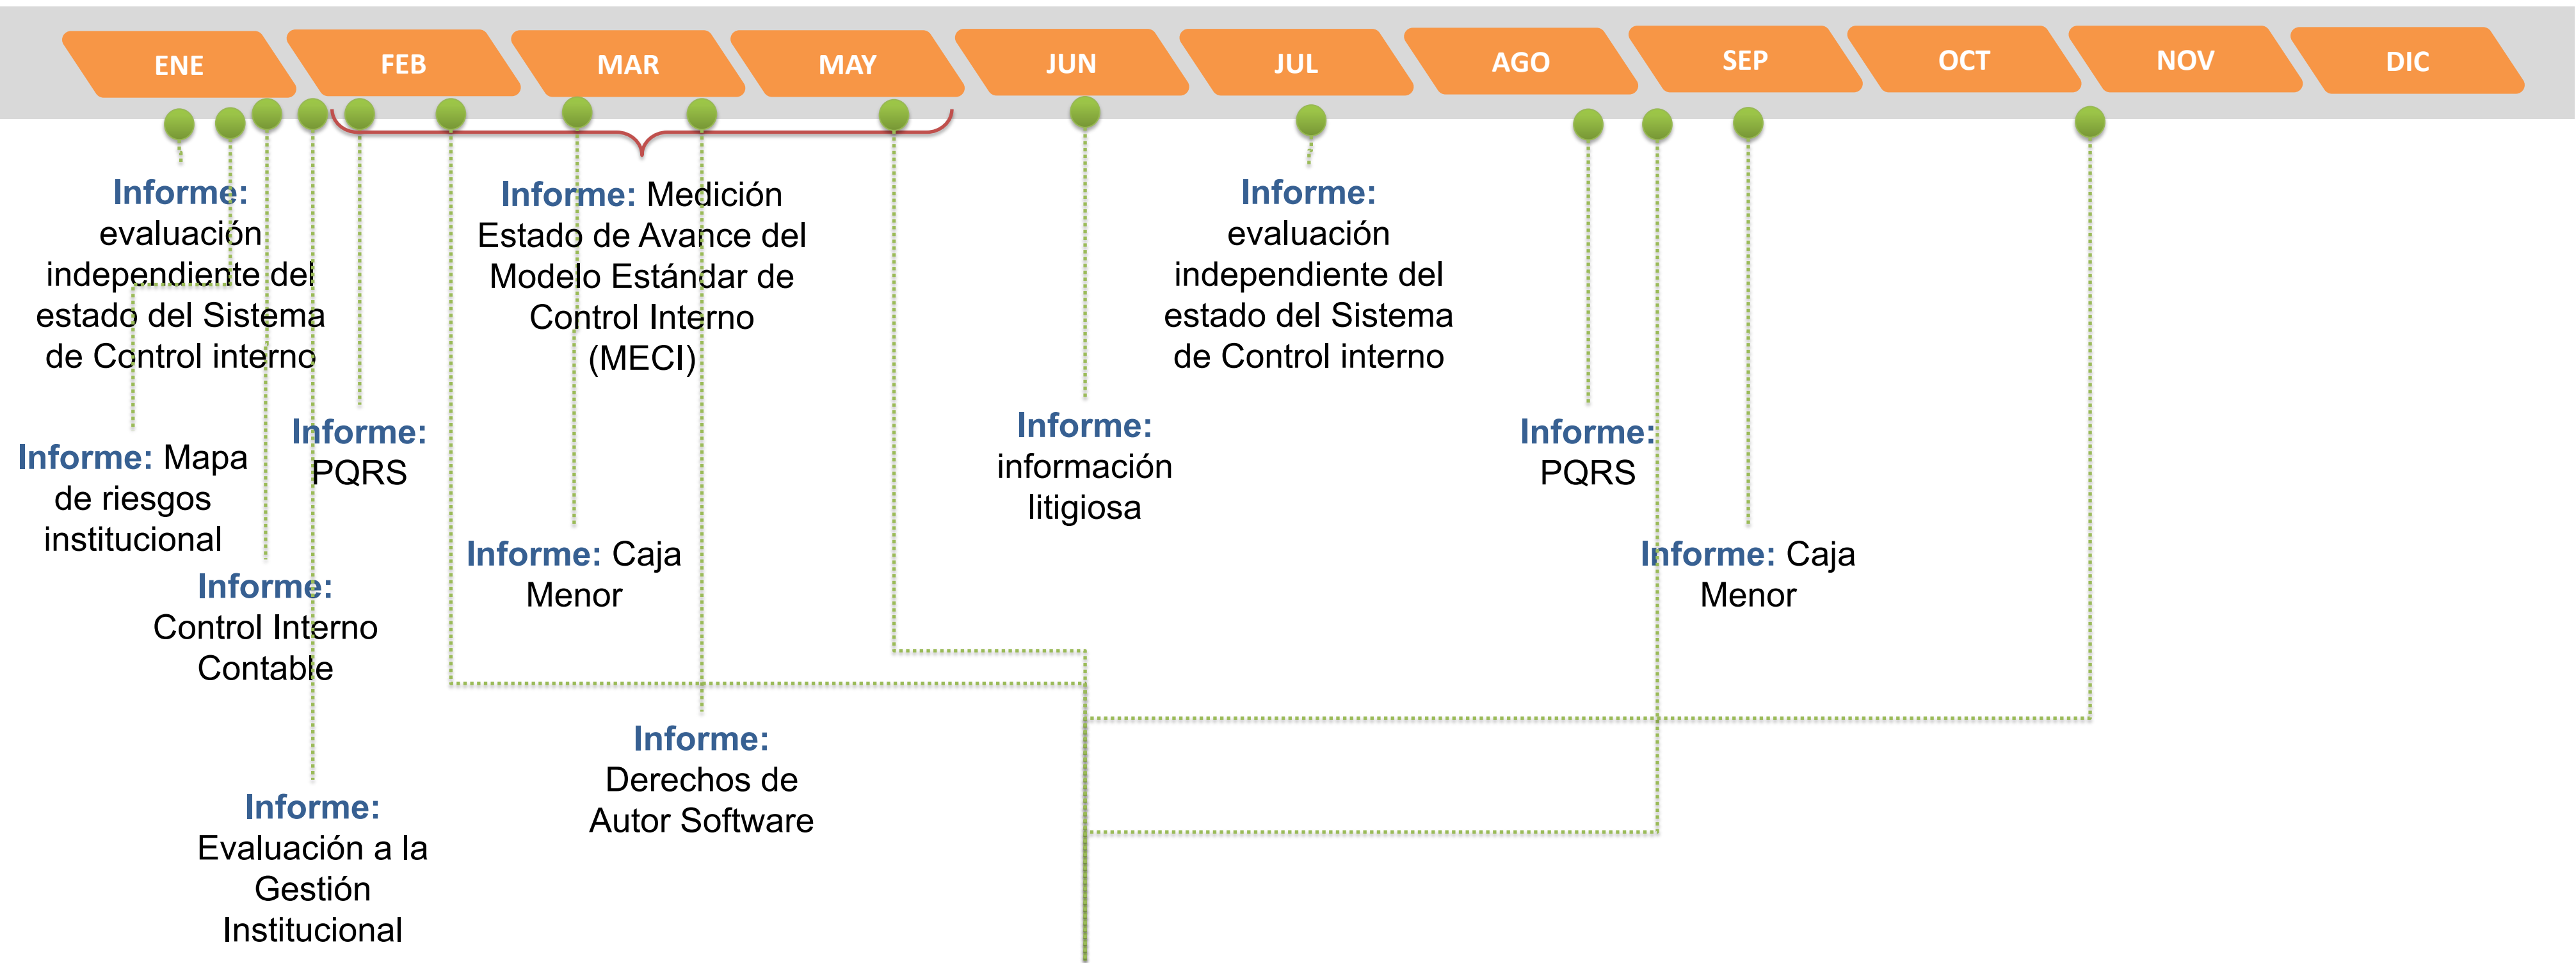 ENE
FEB
MAR
MAY
JUN
JUL
AGO
SEP
OCT
NOV
DIC
Informe:
evaluación
independiente del
estado del Sistema
de Control interno
Informe: Medición
Estado de Avance del
Modelo Estándar de
Control Interno
(MECI)
Informe:
evaluación
independiente del
estado del Sistema
de Control interno
Informe: Mapa
de riesgos
institucional
Informe:
PQRS
Informe:
información
litigiosa
Informe:
PQRS
Informe:
Control Interno
Contable
Informe: Caja
Menor
Informe: Caja
Menor
Informe:
Evaluación a la
Gestión
Institucional
Informe:
Derechos de
Autor Software